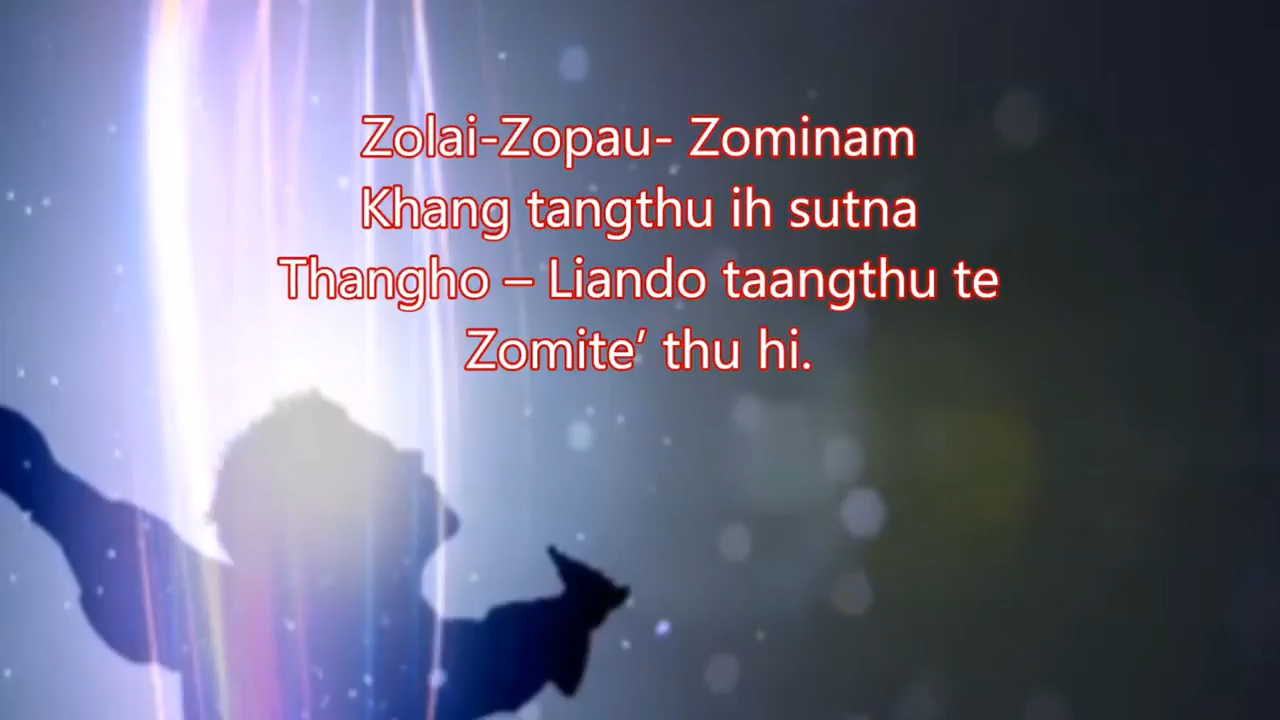 Zolai-Zopau- Zominam
Khang tangthu ih sutna
Thangho – Liando taangthu te
Zomite’ thu hi.